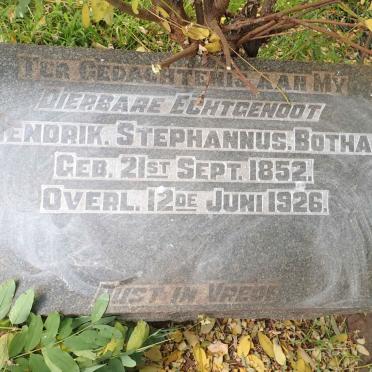 TER GEDACHTENIS AAN MY
DIERBARE ECHTGENOOT
HENDRIK. STEPHANNUS. BOTHA
GEB. 21ST SEPT. 1852.
OVERL. 12DE JUNI 1926.
RUST IN VREDE